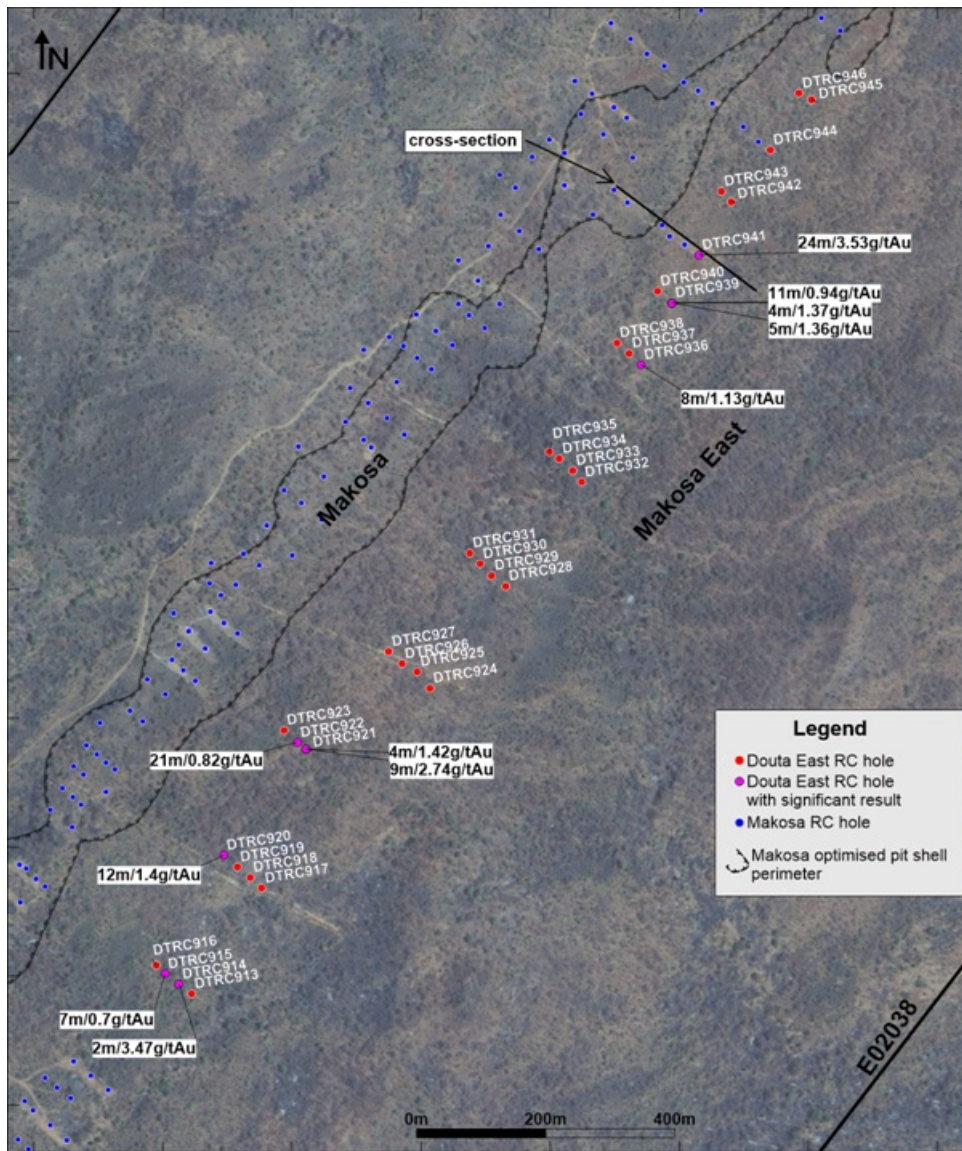 N
DTRC946
DTRC945
DTRC944
cross-section
DTRC943
DTRC942
DTRC941
24m/3.53g/tAu
DTRC940
DTRC939
11m/0.94g/tAu
4m/1.37g/tAu
5m/1.36g/tAu
DTRC938
DTRC937
DTRC936
8m/1.13g/tAu
DTRC935
DTRC934
DTRC933
DTRC932
Makosa
Makosa East
DTRC931
DTRC930
DTRC929
DTRC928
DTRC927
DTRC926
DTRC925
DTRC924
DTRC923
DTRC922
DTRC921
21m/0.82g/tAu
4m/1.42g/tAu
9m/2.74g/tAu
Legend
Douta East RC hole
Douta East RC hole
with significant result
Makosa RC hole
Makosa optimised pit shell
perimeter
DTRC920
DTRC919
DTRC918
DTRC917
12m/1.4g/tAu
DTRC916
DTRC915
DTRC914
DTRC913
7m/0.7g/tAu
2m/3.47g/tAu
E02038
0m 200m 400m